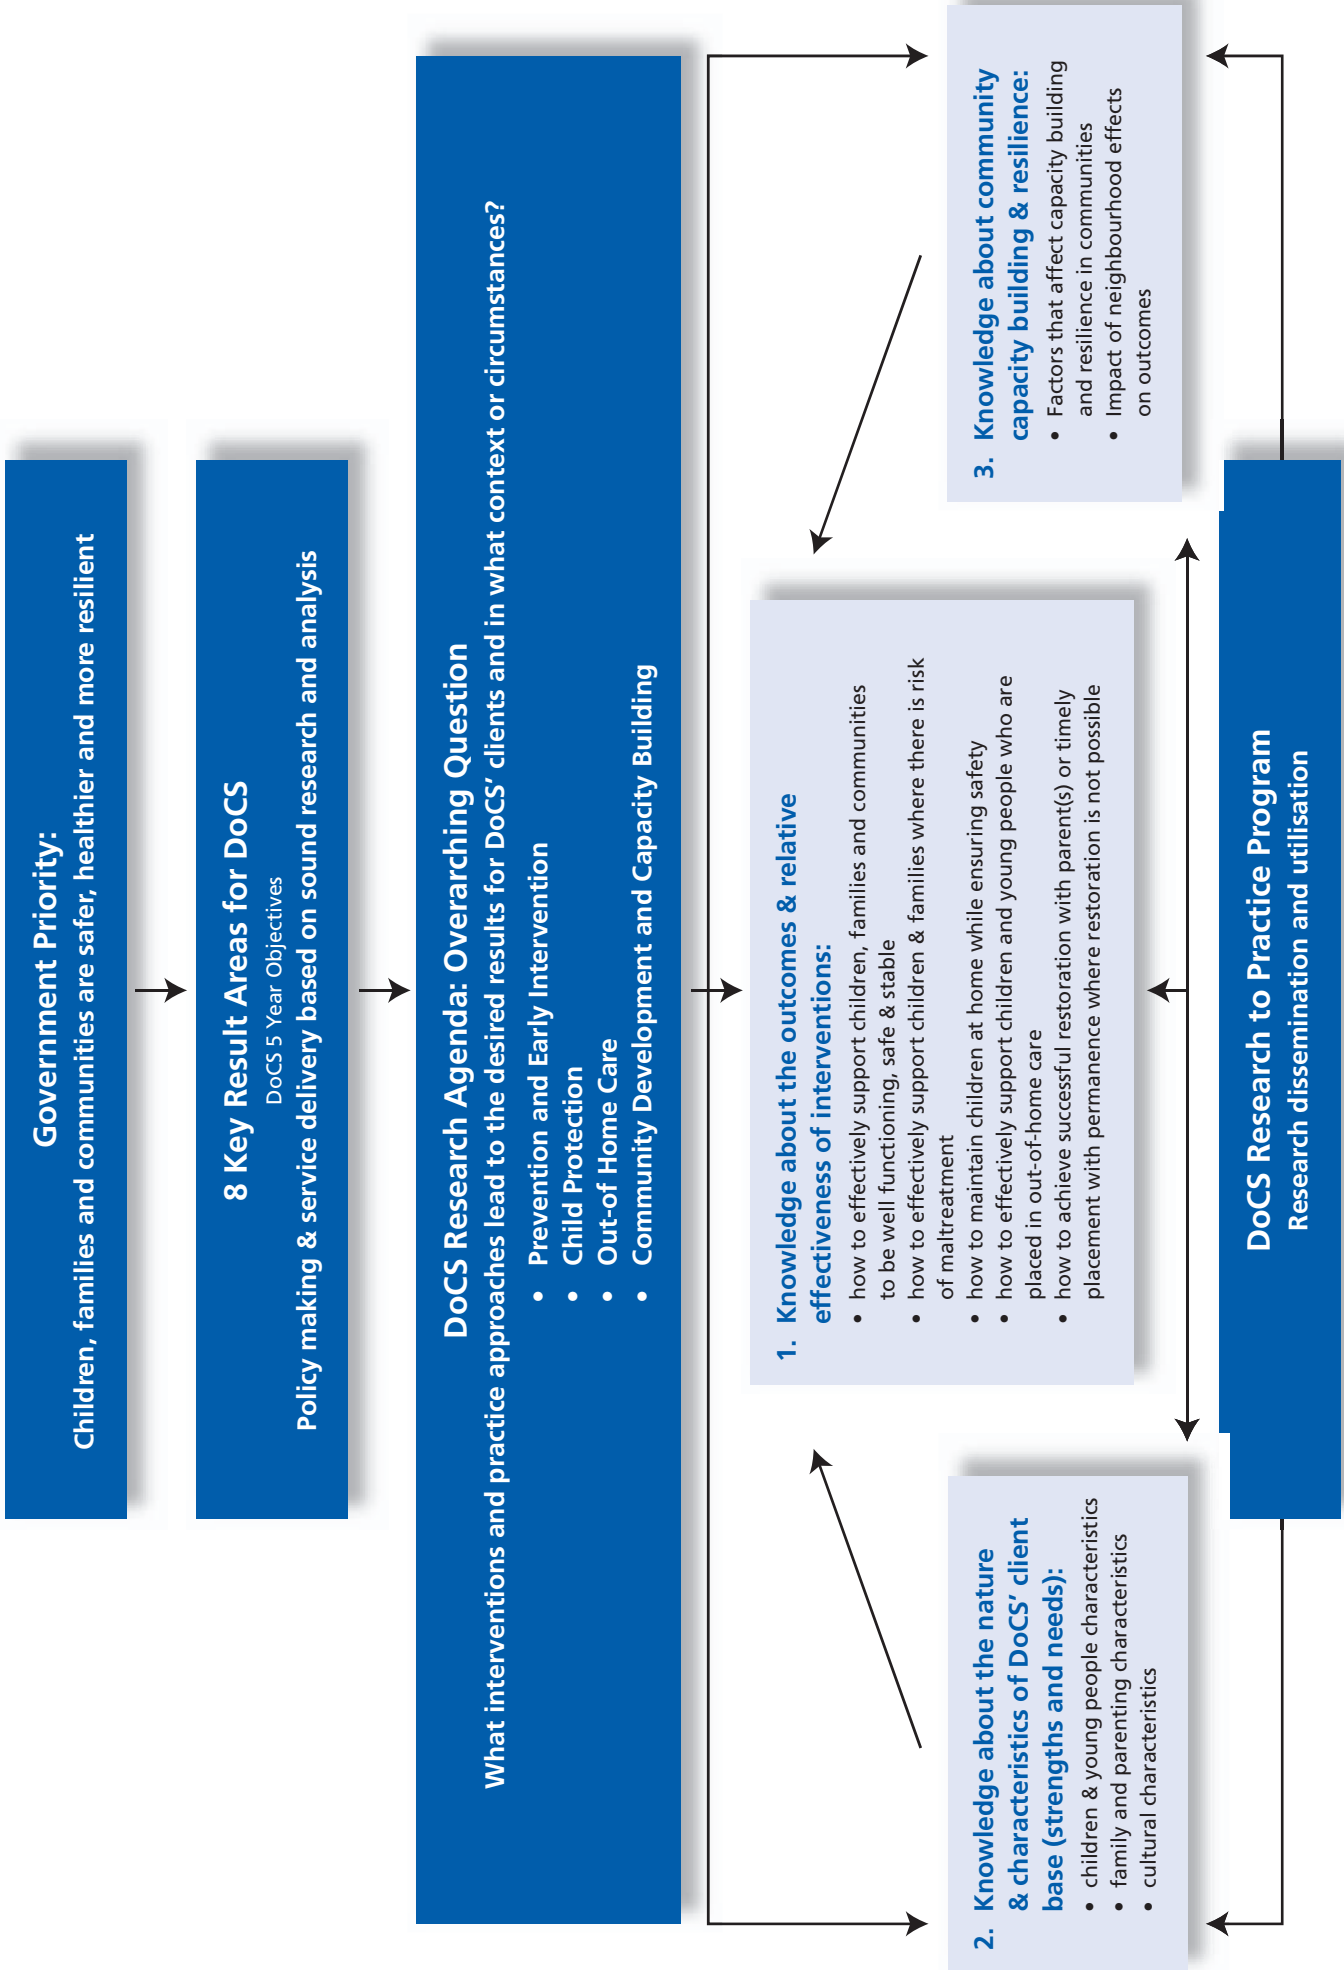 Government Priority:
Children, families and communities are safer, healthier and more resilient
8 Key Result Areas for DoCS
DoCS 5 Year Objectives
Policy making & service delivery based on sound research and analysis
DoCS Research Agenda: Overarching Question
What interventions and practice approaches lead to the desired results for DoCS’ clients and in what context or circumstances?
• Prevention and Early Intervention
• Child Protection
• Out-of Home Care
• Community Development and Capacity Building
1. Knowledge about the outcomes & relative
effectiveness of interventions:
• how to effectively support children, families and communities
to be well functioning, safe & stable
• how to effectively support children & families where there is risk
of maltreatment
• how to maintain children at home while ensuring safety
• how to effectively support children and young people who are
placed in out-of-home care
• how to achieve successful restoration with parent(s) or timely
placement with permanence where restoration is not possible
2. Knowledge about the nature
& characteristics of DoCS’ client
base (strengths and needs):
• children & young people characteristics
• family and parenting characteristics
• cultural characteristics
3. Knowledge about community
capacity building & resilience:
• Factors that affect capacity building
and resilience in communities
• Impact of neighbourhood effects
on outcomes
DoCS Research to Practice Program
Research dissemination and utilisation